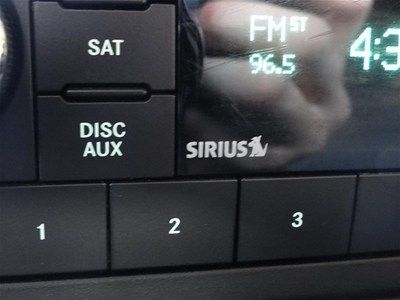 SAT
FM ST
96.5
4:3
DISC
AUX
SIRIUS
1
2
3